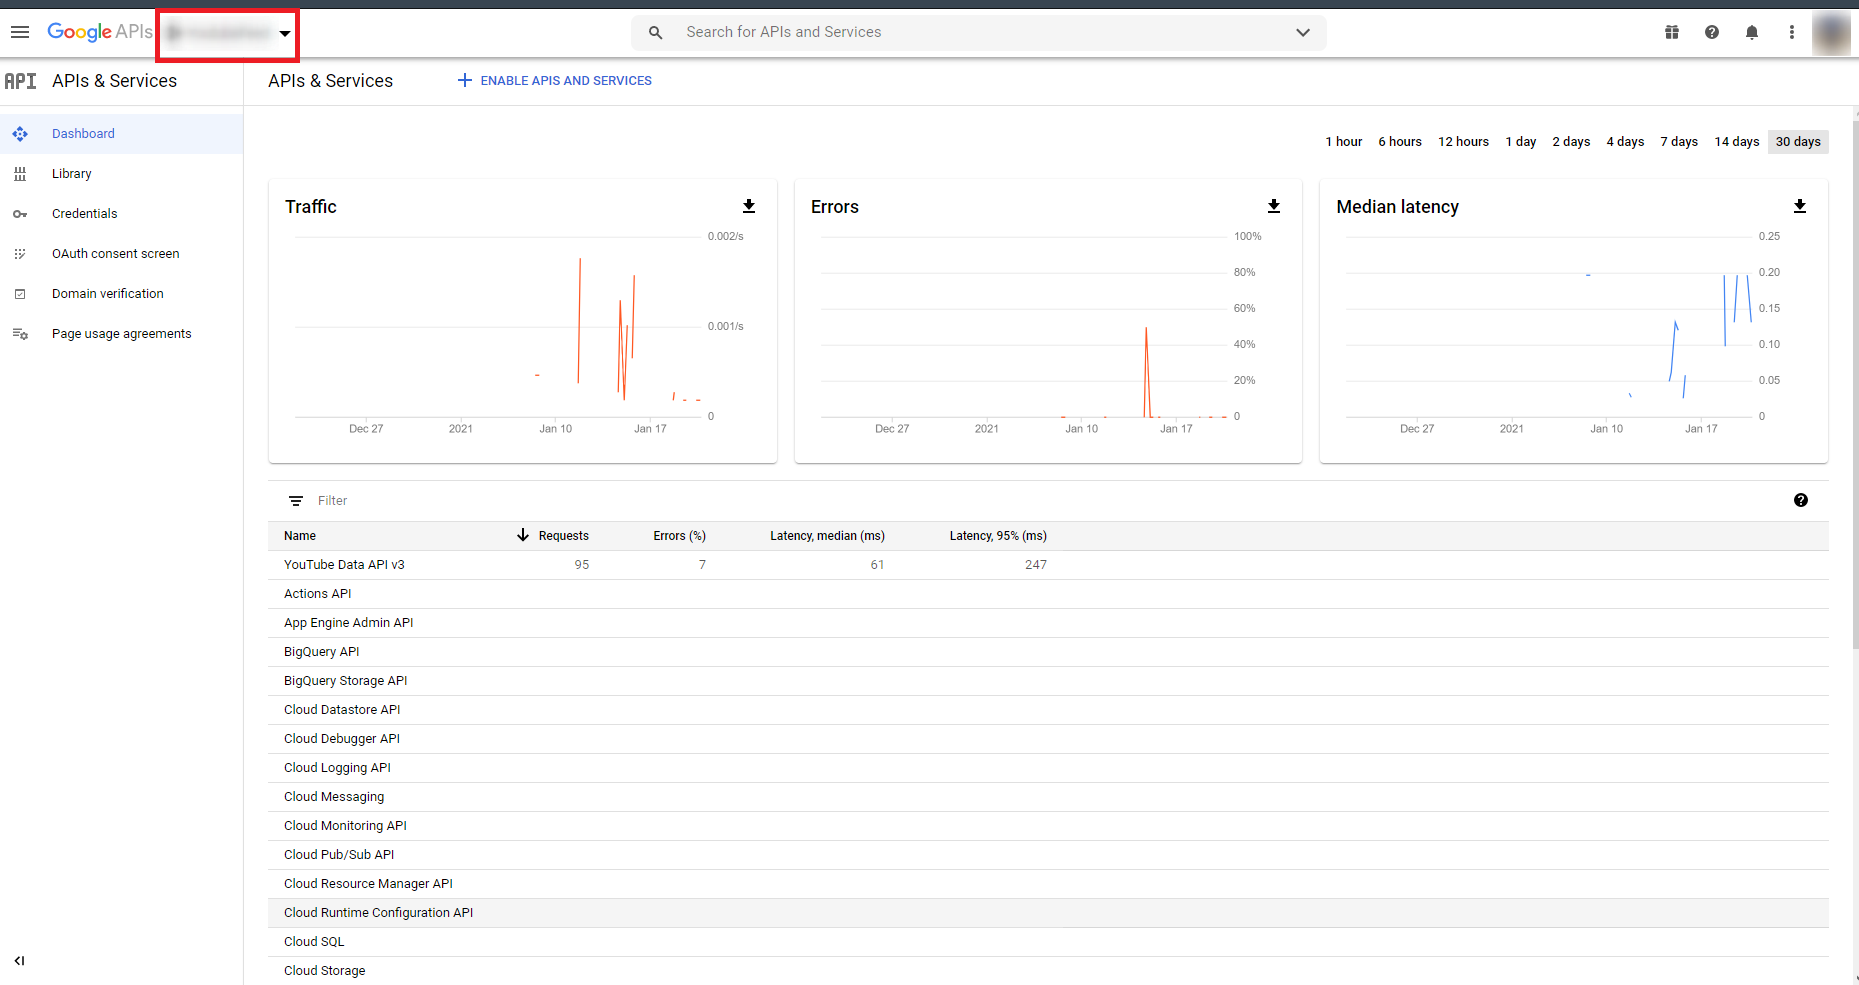 Google APIs
Search for APIs and Services
API APIs & Services
APIs & Services
ENABLE APIS AND SERVICES
Dashboard
Library
Credentials
OAuth consent screen
Domain verification
Page usage agreements
1 hour 6 hours 12 hours 1 day 2 days 4 days 7 days 14 days 30 days
Traffic
0.002/s
0.001/s
0
Dec 27 2021 Jan 10 Jan 17
Errors
100%
80%
60%
40%
20%
0
Dec 27 2021 Jan 10 Jan 17
Median latency
0.25
0.20
0.15
0.10
0.05
0
Dec 27 2021 Jan 10 Jan 17
Filter
Name Requests Errors (%) Latency, median (ms) Latency, 95% (ms)
YouTube Data API v3 95 7 61 247
Actions API
App Engine Admin API
BigQuery API
BigQuery Storage API
Cloud Datastore API
Cloud Debugger API
Cloud Logging API
Cloud Messaging
Cloud Monitoring API
Cloud Pub/Sub API
Cloud Resource Manager API
Cloud Runtime Configuration API
Cloud SQL
Cloud Storage